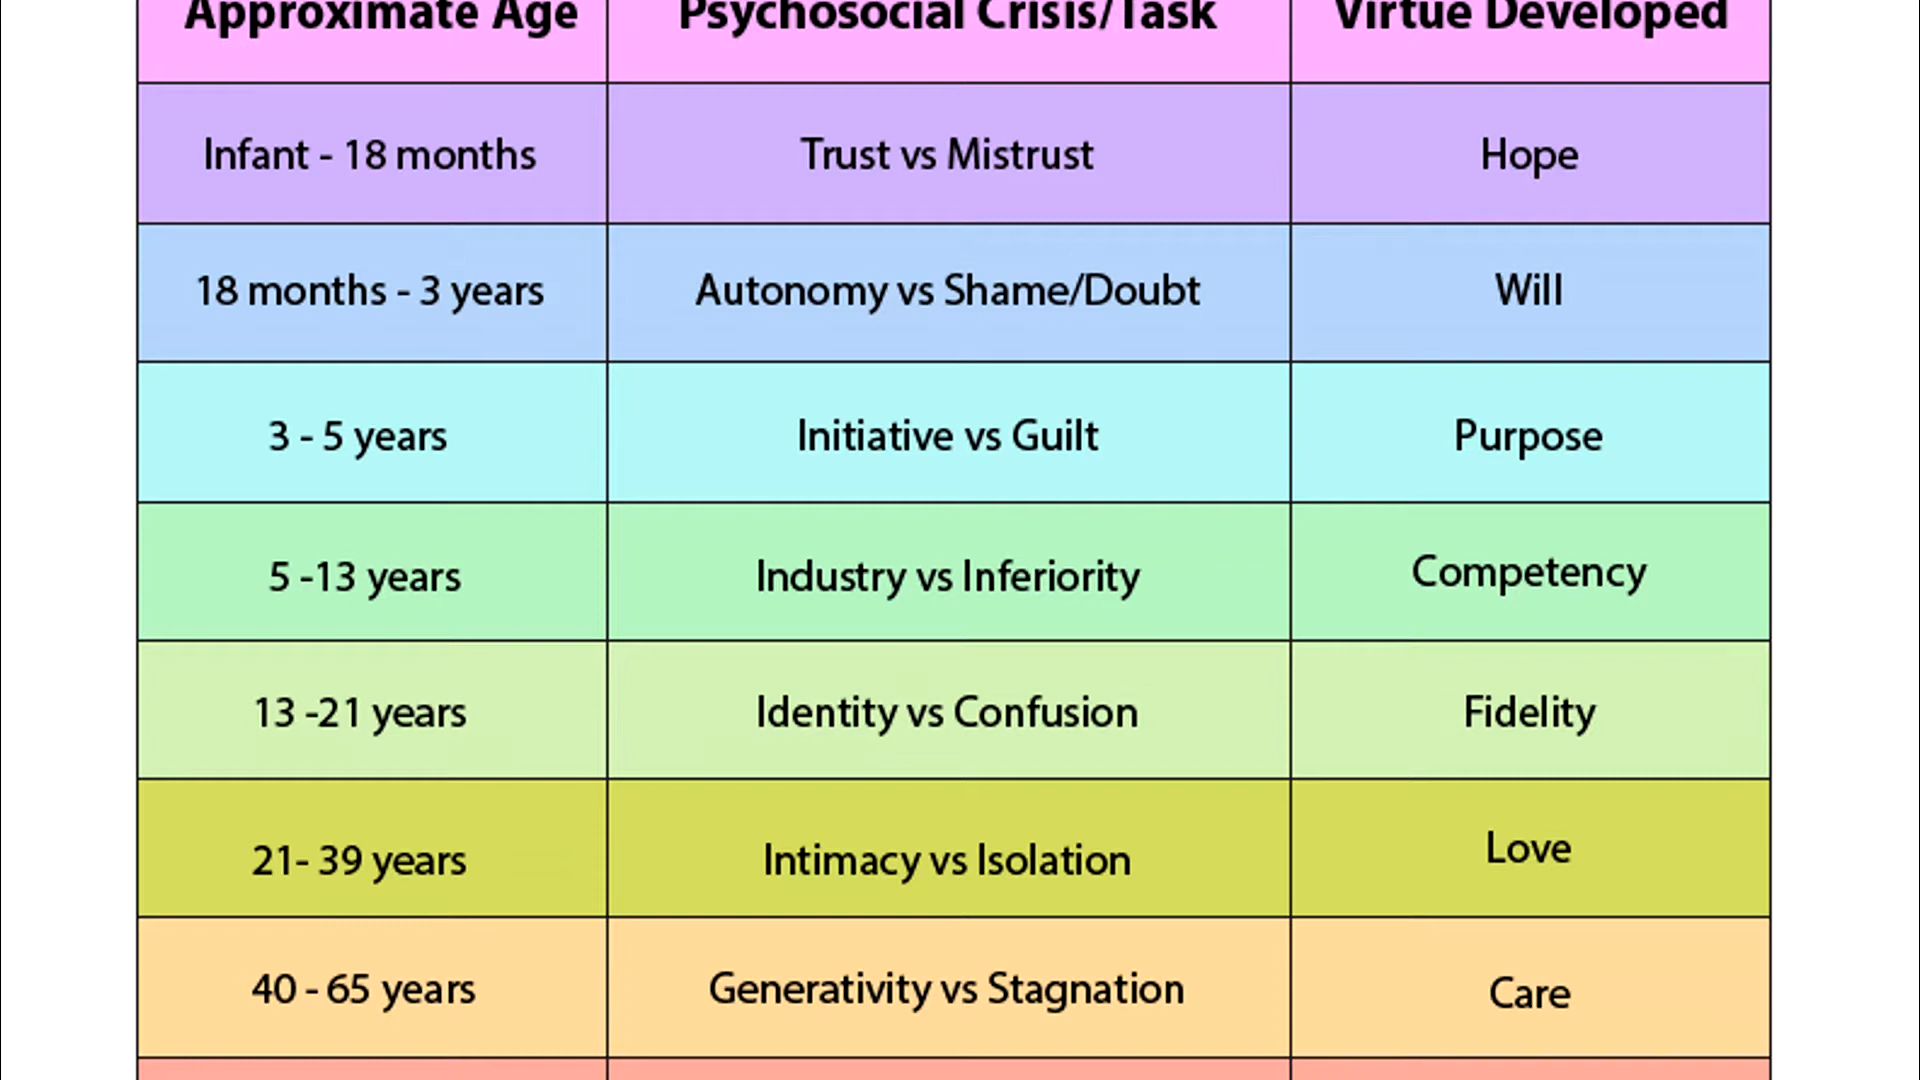 Approximate Age Psychosocial Crisis/Task Virtue Developed
Infant - 18 months Trust vs Mistrust Hope
18 months - 3 years Autonomy vs Shame/Doubt Will
3 - 5 years Initiative vs Guilt Purpose
5 -13 years Industry vs Inferiority Competency
13 -21 years Identity vs Confusion Fidelity
21- 39 years Intimacy vs Isolation Love
40 - 65 years Generativity vs Stagnation Care